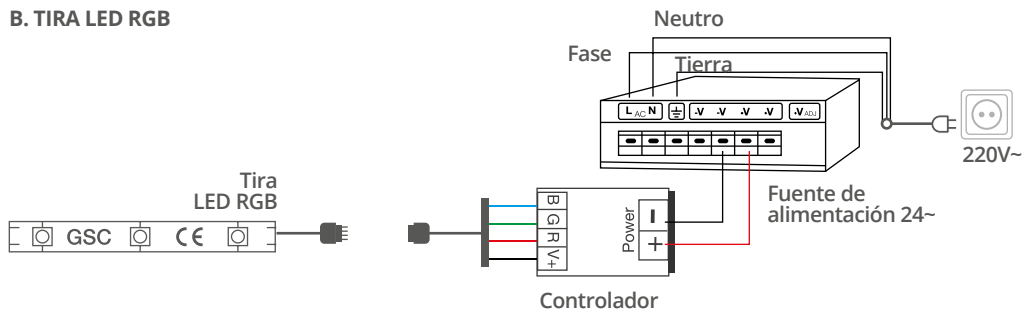 B. TIRA LED RGB
Neutro
Fase
Tierra
L AC N -V -V -V -V -V ADJ
220V~
Fuente de
alimentación 24~
Tira
LED RGB
GSC CE
B
G
R
V+
Power
Controlador